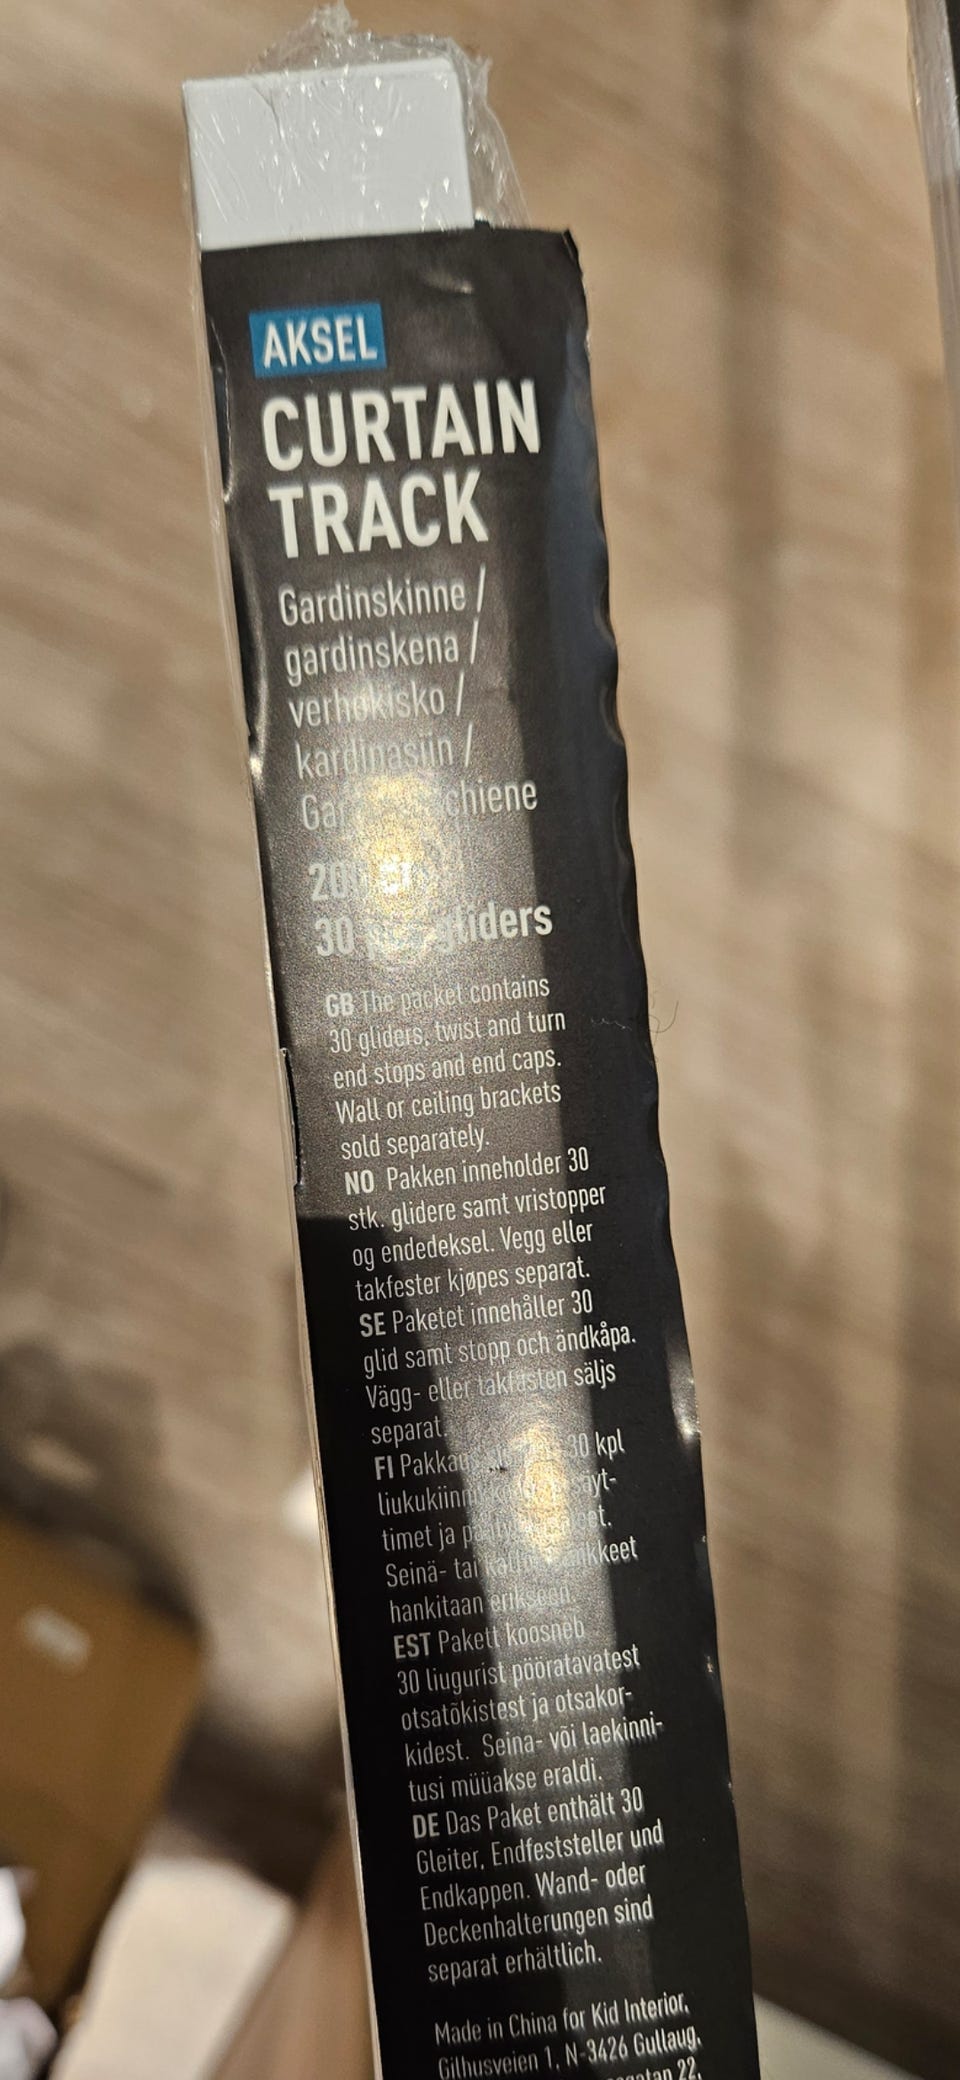 AKSEL
CURTAIN
TRACK
Gardinskinne /
gardinskena /
verhokisko /
kardinasiin /
30 gliders
GB The packet contains
30 gliders, twist and turn
end stops and end caps.
Wall or ceiling brackets
sold separately.
NO Pakken inneholder 30
stk. glidere samt vristopper
og endedeksel. Vegg eller
takfester kjøpes separat.
SE Paketet innehåller 30
glid samt stopp och ändkåpa.
Vägg- eller takfästen säljs
separat.
FI 30 kpl
timet ja
Seinä- tai
hankitaan erikseen.
EST Pakett koosneb
30 liugurist pööratavatest
otsatõkistest ja otsakor-
kidest. Seina- või laekinni-
tusi müüakse eraldi.
DE Das Paket enthält 30
Gleiter, Endfeststeller und
Endkappen. Wand- oder
Deckenhalterungen sind
separat erhältlich.
Made in China for Kid Interior,
Gilhusveien 1, N-3426 Gullaug,
22,